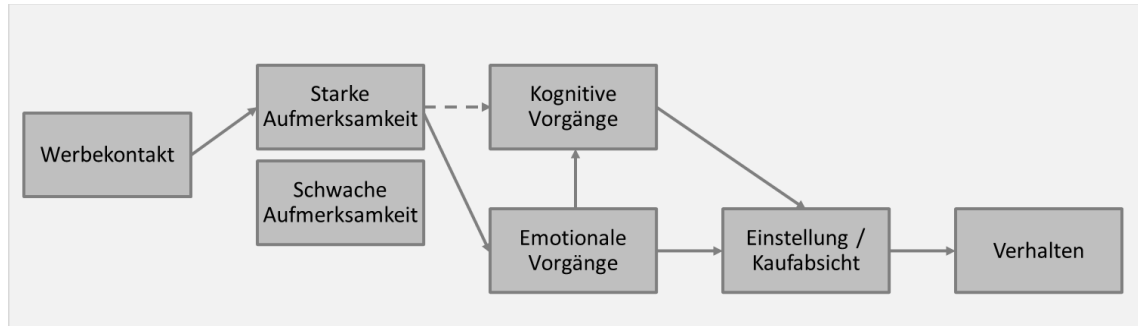 Werbekontakt
Starke
Aufmerksamkeit
Schwache
Aufmerksamkeit
Kognitive
Vorgänge
Emotionale
Vorgänge
Einstellung /
Kaufabsicht
Verhalten